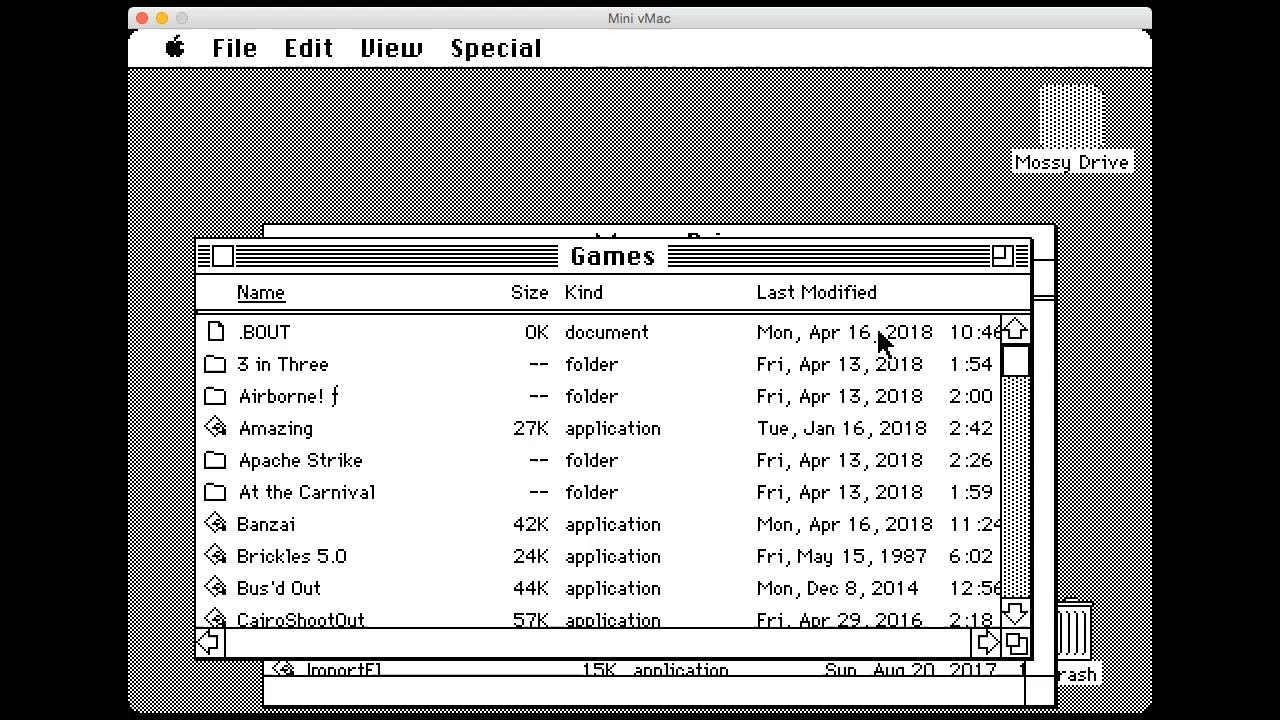 Mini vMac
File Edit View Special
Mossy Drive
Games
Name Size Kind Last Modified
.BOUT 0K document Mon, Apr 16, 2018 10:46
3 in Three -- folder Fri, Apr 13, 2018 1:54
Airborne! ƒ -- folder Fri, Apr 13, 2018 2:00
Amazing 27K application Tue, Jan 16, 2018 2:42
Apache Strike -- folder Fri, Apr 13, 2018 2:26
At the Carnival -- folder Fri, Apr 13, 2018 1:59
Banzai 42K application Mon, Apr 16, 2018 11:24
Brickles 5.0 24K application Fri, May 15, 1987 6:02
Bus'd Out 44K application Mon, Dec 8, 2014 12:56
CairoShootOut 57K application Fri, Apr 29, 2016 2:18
ImportFl 15K application Sun, Aug 20, 2017
rash